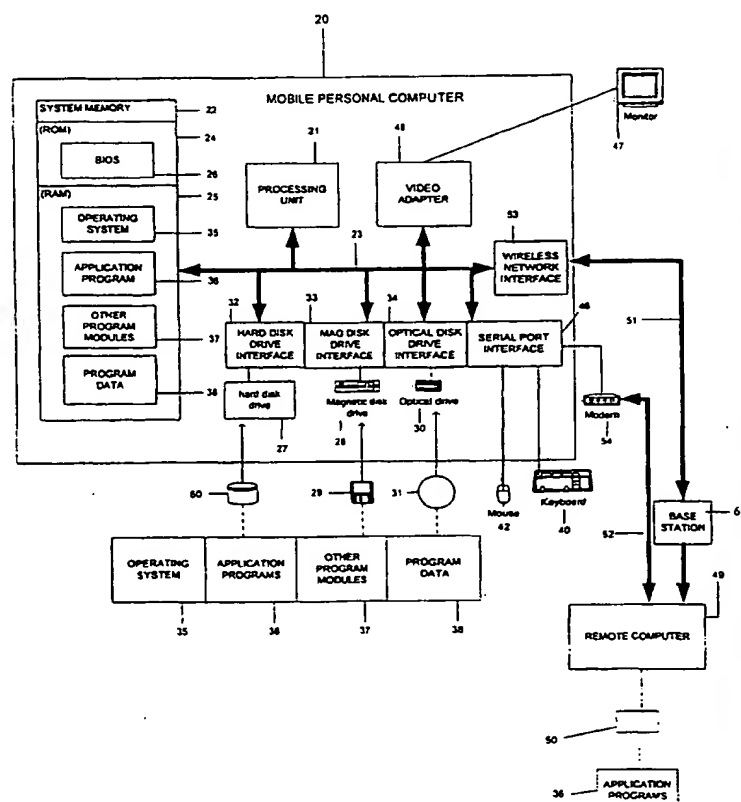 20
MOBILE PERSONAL COMPUTER
SYSTEM MEMORY
22
(ROM)
24
BIOS
26
(RAM)
25
OPERATING
SYSTEM
35
APPLICATION
PROGRAM
36
OTHER
PROGRAM
MODULES
37
PROGRAM
DATA
38
21
PROCESSING
UNIT
48
VIDEO
ADAPTER
Monitor
47
23
53
WIRELESS
NETWORK
INTERFACE
32
HARD DISK
DRIVE
INTERFACE
33
MAG DISK
DRIVE
INTERFACE
34
OPTICAL DISK
DRIVE
INTERFACE
46
SERIAL PORT
INTERFACE
hard disk
drive
27
Magnetic disk
drive
28
Optical drive
30
51
Modem
54
60
29
31
Mouse
42
Keyboard
40
52
BASE
STATION
6
OPERATING
SYSTEM
35
APPLICATION
PROGRAMS
36
OTHER
PROGRAM
MODULES
37
PROGRAM
DATA
38
49
REMOTE COMPUTER
50
36
APPLICATION
PROGRAMS